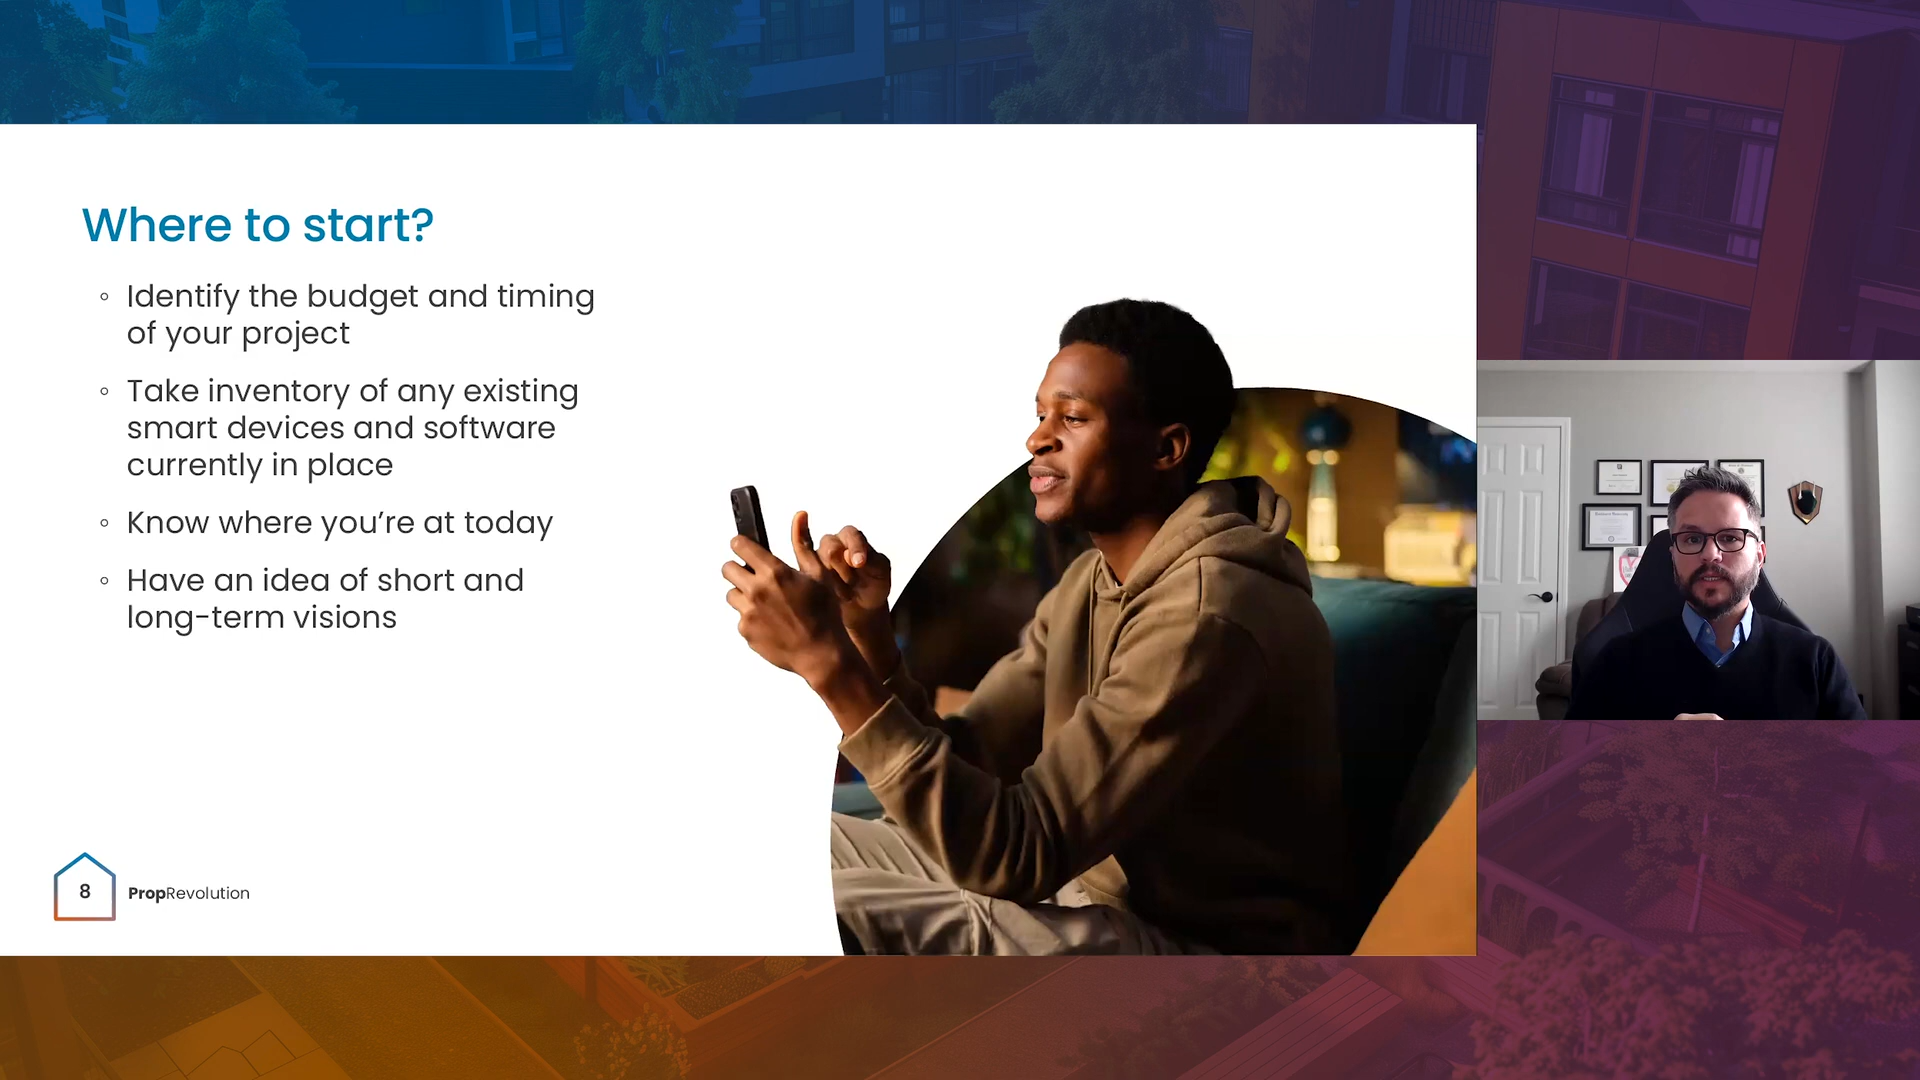 Where to start?
◦ Identify the budget and timing
of your project
◦ Take inventory of any existing
smart devices and software
currently in place
◦ Know where you’re at today
◦ Have an idea of short and
long-term visions
8
PropRevolution